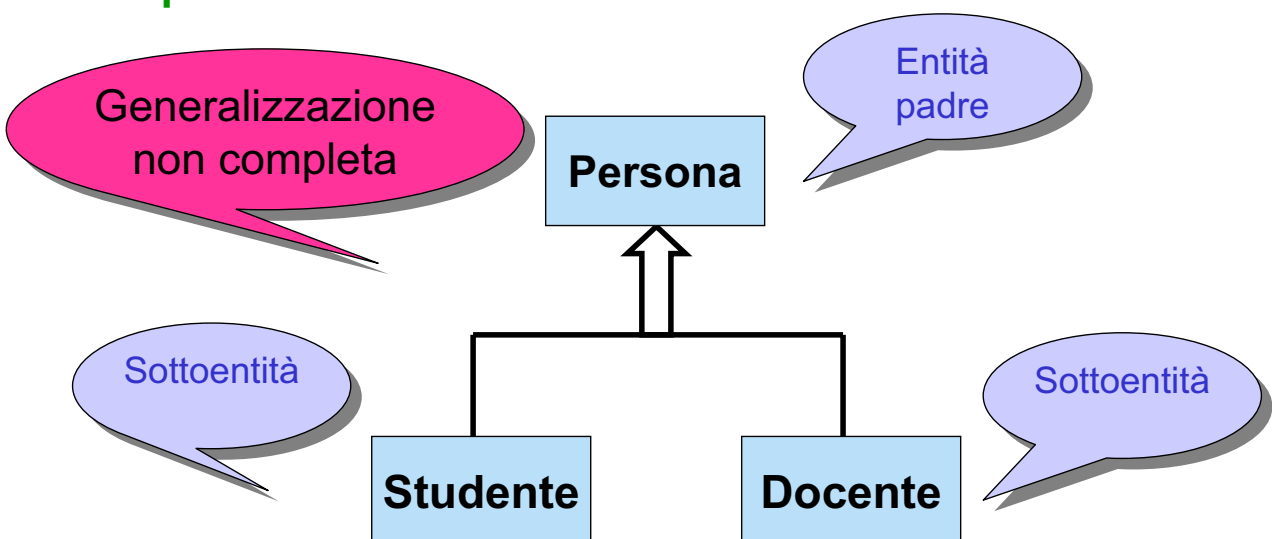 Generalizzazione
non completa
Entità
padre
Persona
Sottoentità
Sottoentità
Studente
Docente